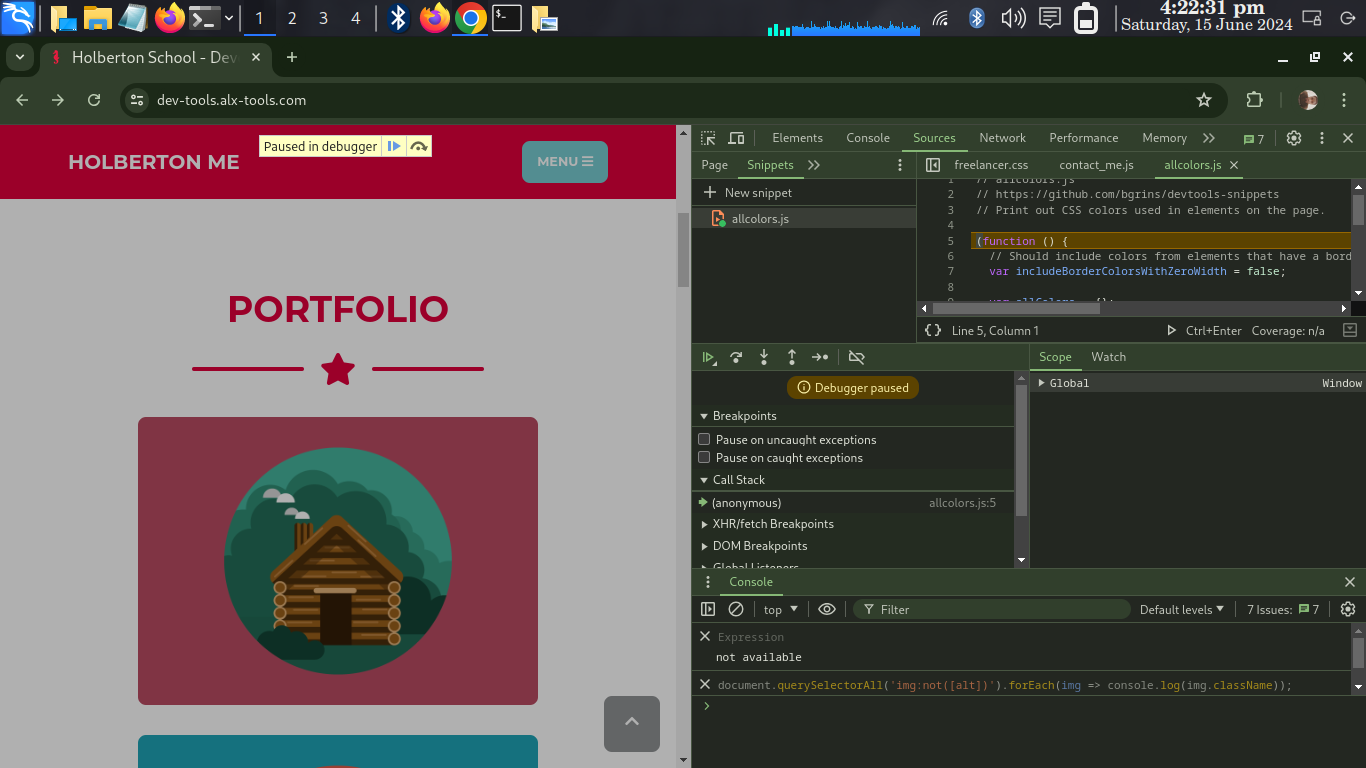 1 2 3 4
4:22:31 pm
Saturday, 15 June 2024
Holberton School - Dev
dev-tools.alx-tools.com
HOLBERTON ME
Paused in debugger
MENU
PORTFOLIO
Elements Console Sources Network Performance Memory 7
Page Snippets
New snippet
allcolors.js
freelancer.css contact_me.js allcolors.js
1 // allcolors.js
2 // https://github.com/bgrins/devtools-snippets
3 // Print out CSS colors used in elements on the page.
4
5 (function () {
6 // Should include colors from elements that have a bord
7 var includeBorderColorsWithZeroWidth = false;
8
9 var allColors = {};
{} Line 5, Column 1 Ctrl+Enter Coverage: n/a
Debugger paused
Breakpoints
Pause on uncaught exceptions
Pause on caught exceptions
Call Stack
(anonymous) allcolors.js:5
XHR/fetch Breakpoints
DOM Breakpoints
Global Listeners
Scope Watch
Global Window
Console
top Filter Default levels 7 Issues: 7
Expression
not available
document.querySelectorAll('img:not([alt])').forEach(img => console.log(img.className));
>